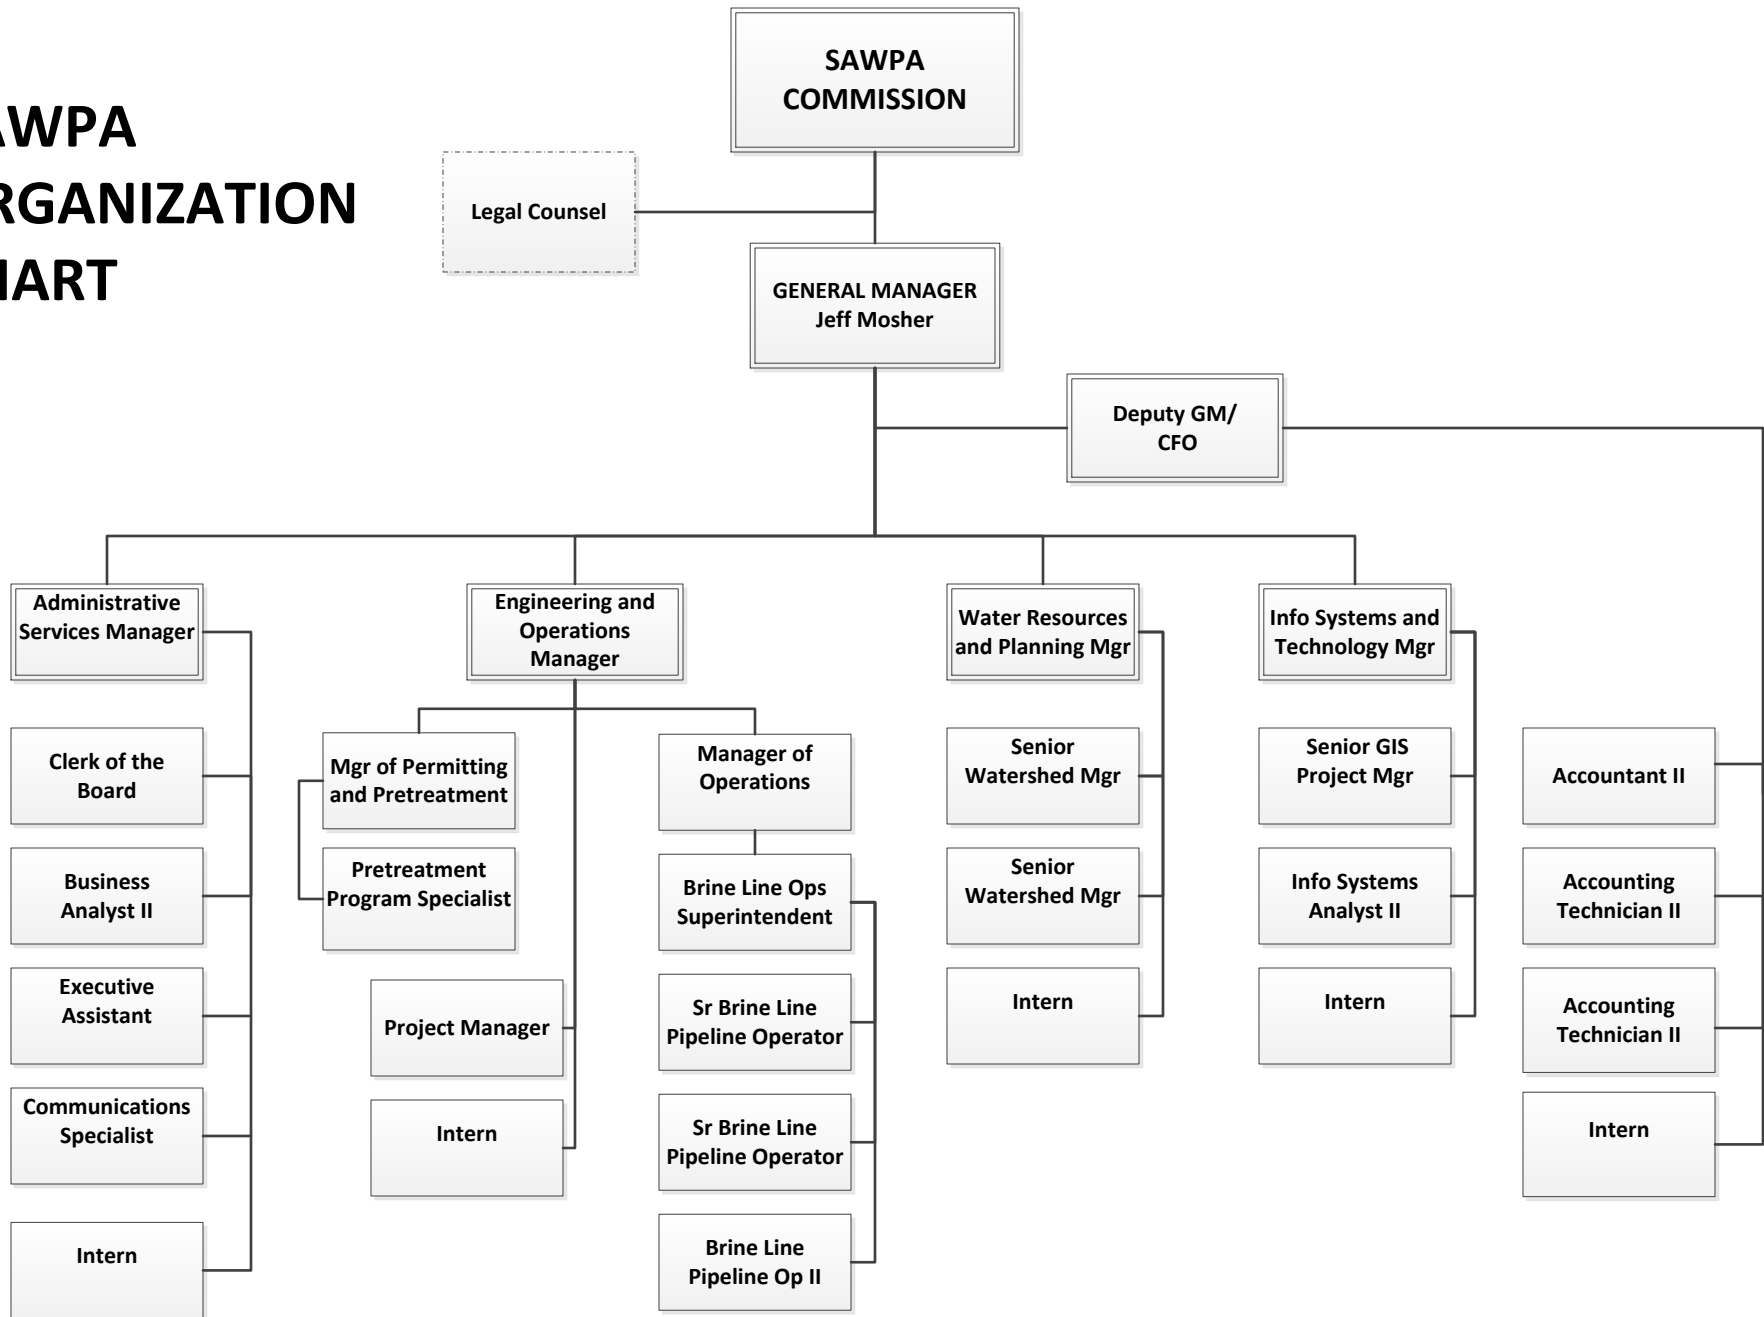 AWPA
RGANIZATION
HART
SAWPA
COMMISSION
Legal Counsel
GENERAL MANAGER
Jeff Mosher
Deputy GM/
CFO
Administrative
Services Manager
Clerk of the
Board
Business
Analyst II
Executive
Assistant
Communications
Specialist
Intern
Engineering and
Operations
Manager
Mgr of Permitting
and Pretreatment
Pretreatment
Program Specialist
Project Manager
Intern
Manager of
Operations
Brine Line Ops
Superintendent
Sr Brine Line
Pipeline Operator
Sr Brine Line
Pipeline Operator
Brine Line
Pipeline Op II
Water Resources
and Planning Mgr
Senior
Watershed Mgr
Senior
Watershed Mgr
Intern
Info Systems and
Technology Mgr
Senior GIS
Project Mgr
Info Systems
Analyst II
Intern
Accountant II
Accounting
Technician II
Accounting
Technician II
Intern